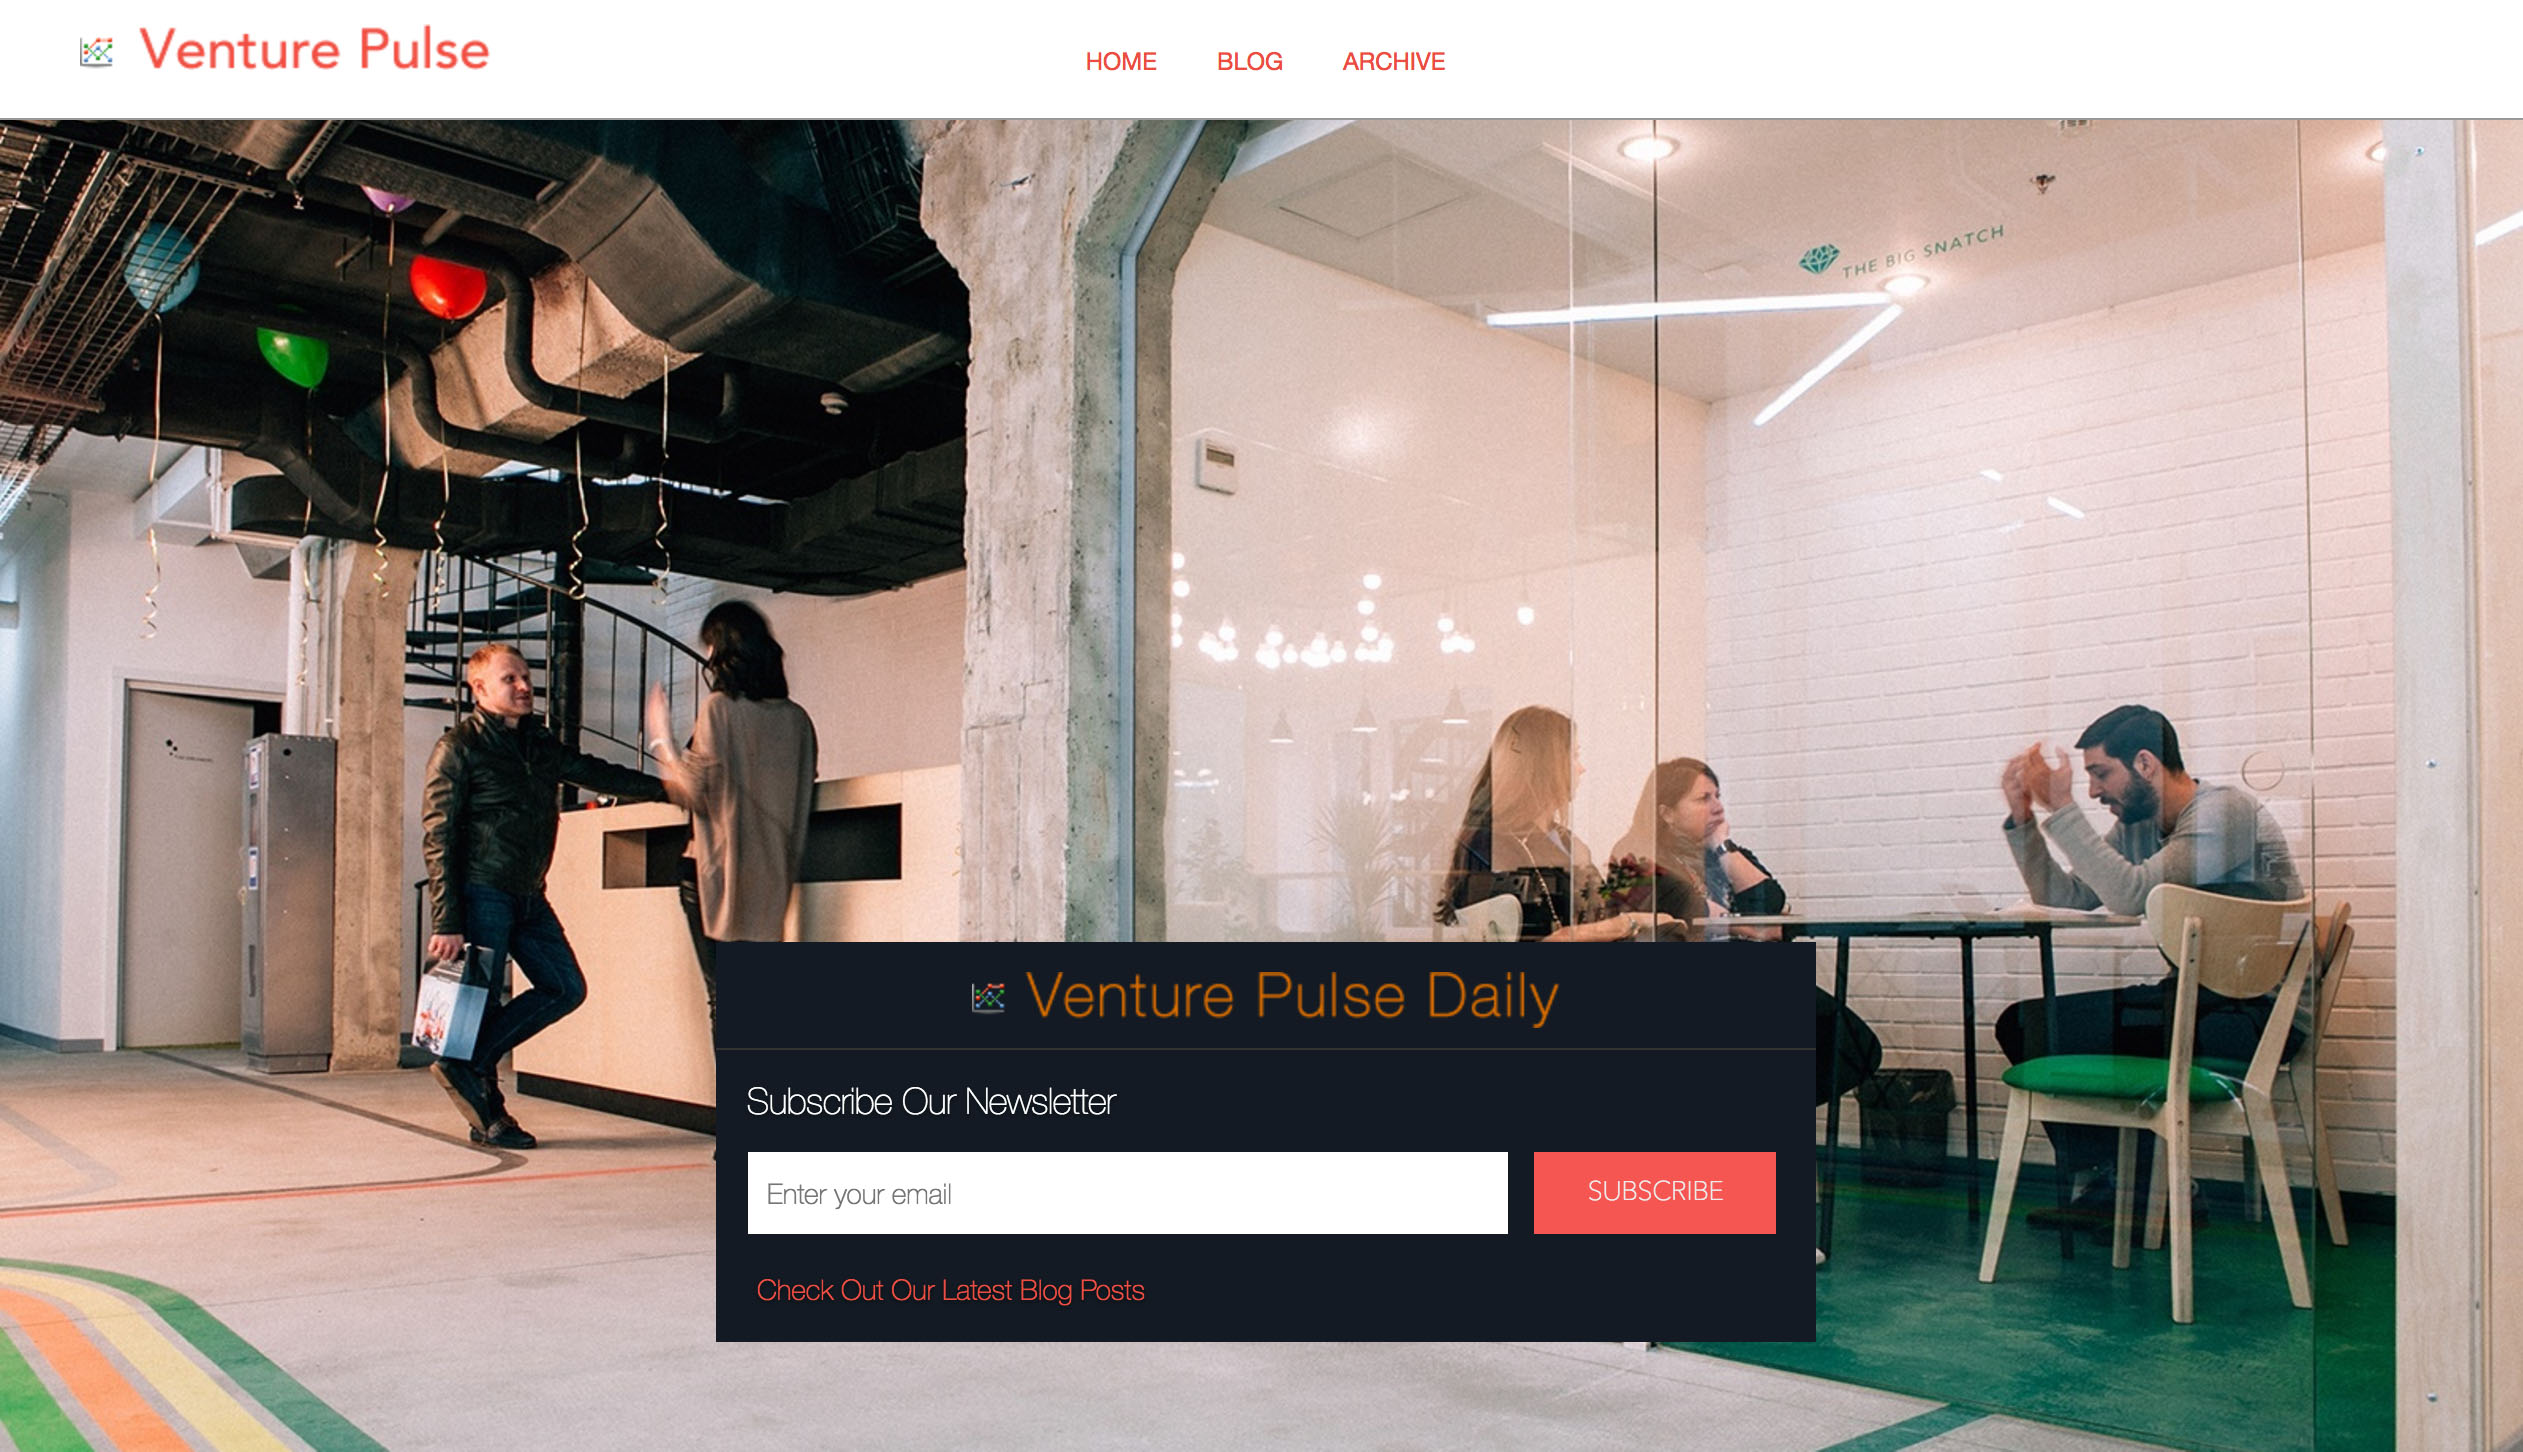 Venture Pulse
HOME BLOG ARCHIVE
THE BIG SNATCH
Venture Pulse Daily
Subscribe Our Newsletter
Enter your email
SUBSCRIBE
Check Out Our Latest Blog Posts